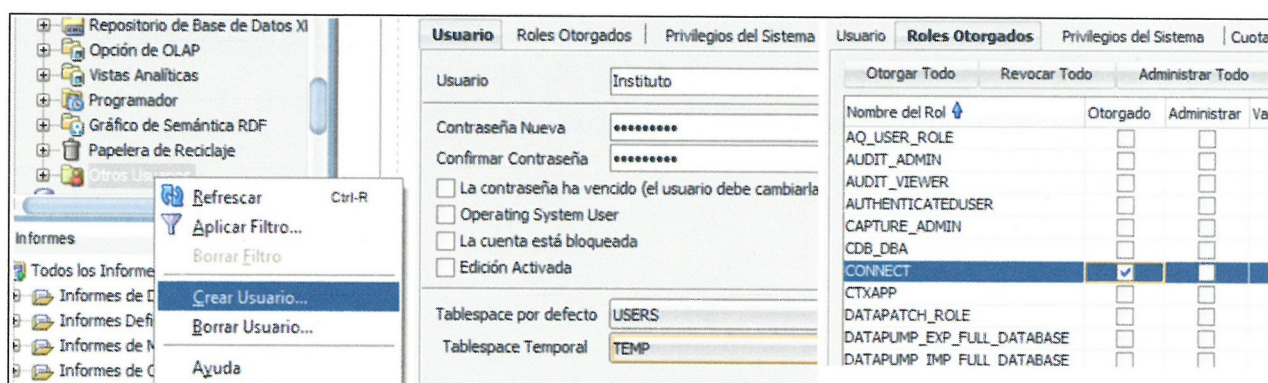 Repositorio de Base de Datos XI
Opción de OLAP
Vistas Analíticas
Programador
Gráfico de Semántica RDF
Papelera de Reciclaje
Otros Usuarios
Refrescar Ctrl-R
Aplicar Filtro...
Borrar Filtro
Crear Usuario...
Borrar Usuario...
Ayuda
Informes
Todos los Informe
Informes de D
Informes Defi
Informes de M
Informes de C
Usuario Roles Otorgados Privilegios del Sistema
Usuario Instituto
Contraseña Nueva •••••••••
Confirmar Contraseña •••••••••
La contraseña ha vencido (el usuario debe cambiarla
Operating System User
La cuenta está bloqueada
Edición Activada
Tablespace por defecto USERS
Tablespace Temporal TEMP
Usuario Roles Otorgados Privilegios del Sistema Cuota
Otorgar Todo Revocar Todo Administrar Todo
Nombre del Rol Otorgado Administrar Va
AQ_USER_ROLE
AUDIT_ADMIN
AUDIT_VIEWER
AUTHENTICATEDUSER
CAPTURE_ADMIN
CDB_DBA
CONNECT
CTXAPP
DATAPATCH_ROLE
DATAPUMP_EXP_FULL_DATABASE
DATAPUMP_IMP_FULL_DATABASE